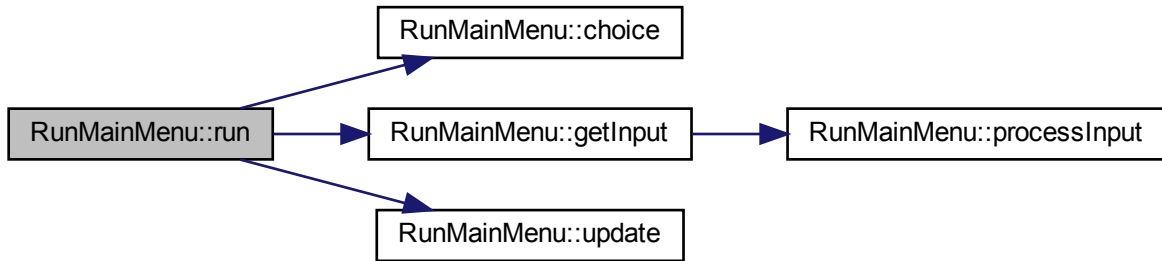 RunMainMenu::choice
RunMainMenu::run
RunMainMenu::getInput
RunMainMenu::processInput
RunMainMenu::update